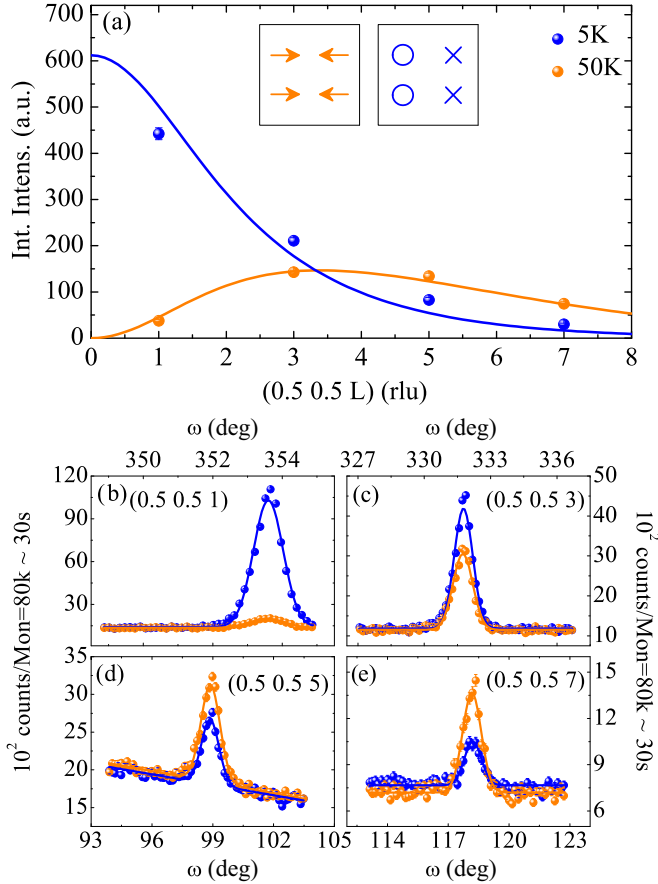 (a)
5K
50K
700
600
500
400
300
200
100
0
Int. Intens. (a.u.)
0 1 2 3 4 5 6 7 8
(0.5 0.5 L) (rlu)
ω (deg) ω (deg)
350 352 354 327 330 333 336
(b) (0.5 0.5 1)
120
90
60
30
(c) (0.5 0.5 3)
50
40
30
20
10
(d) (0.5 0.5 5)
35
30
25
20
15
(e) (0.5 0.5 7)
15
12
9
6
10² counts/Mon=80k ~ 30s
10² counts/Mon=80k ~ 30s
93 96 99 102 105 114 117 120 123
ω (deg) ω (deg)